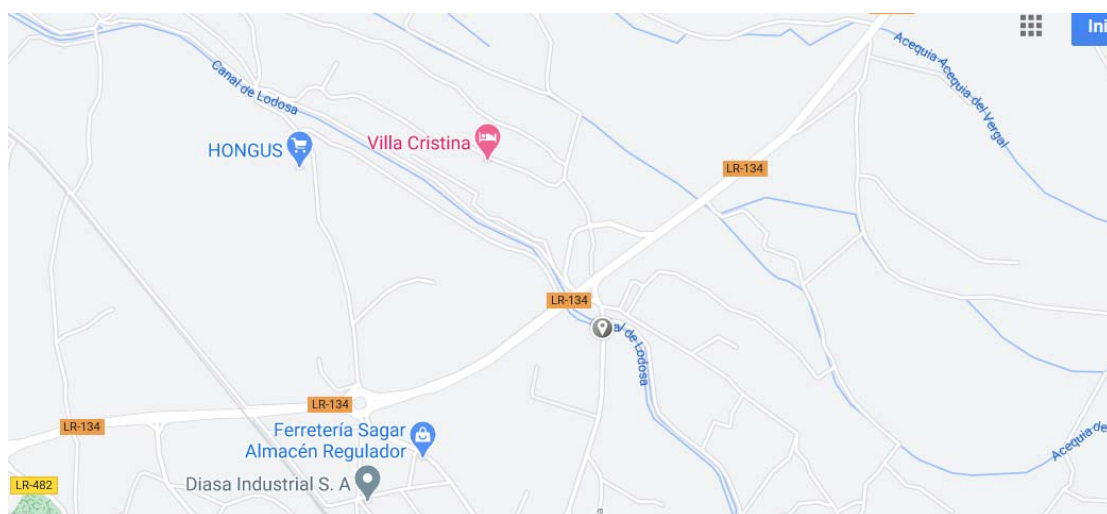 Ini
Acequia Acequia del Vergal
Canal de Lodosa
Villa Cristina
HONGUS
LR-134
LR-134
LR-134
LR-134
de Lodosa
Ferretería Sagar
Almacén Regulador
Diasa Industrial S. A
LR-482
Acequia de